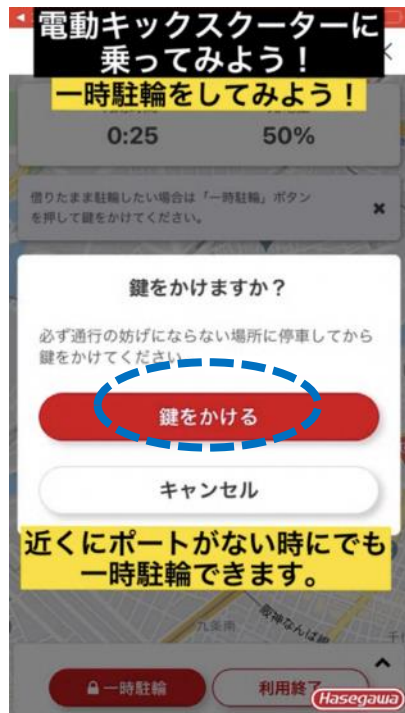 電動キックスクーターに
乗ってみよう！
一時駐輪をしてみよう！
0:25
50%
借りたまま駐輪したい場合は「一時駐輪」ボタン
を押して鍵をかけてください。
鍵をかけますか？
必ず通行の妨げにならない場所に停車してから
鍵をかけてください
鍵をかける
キャンセル
近くにポートがない時にでも
一時駐輪できます。
阪神なんば線
九条南
一時駐輪
利用終了
Hasegawa